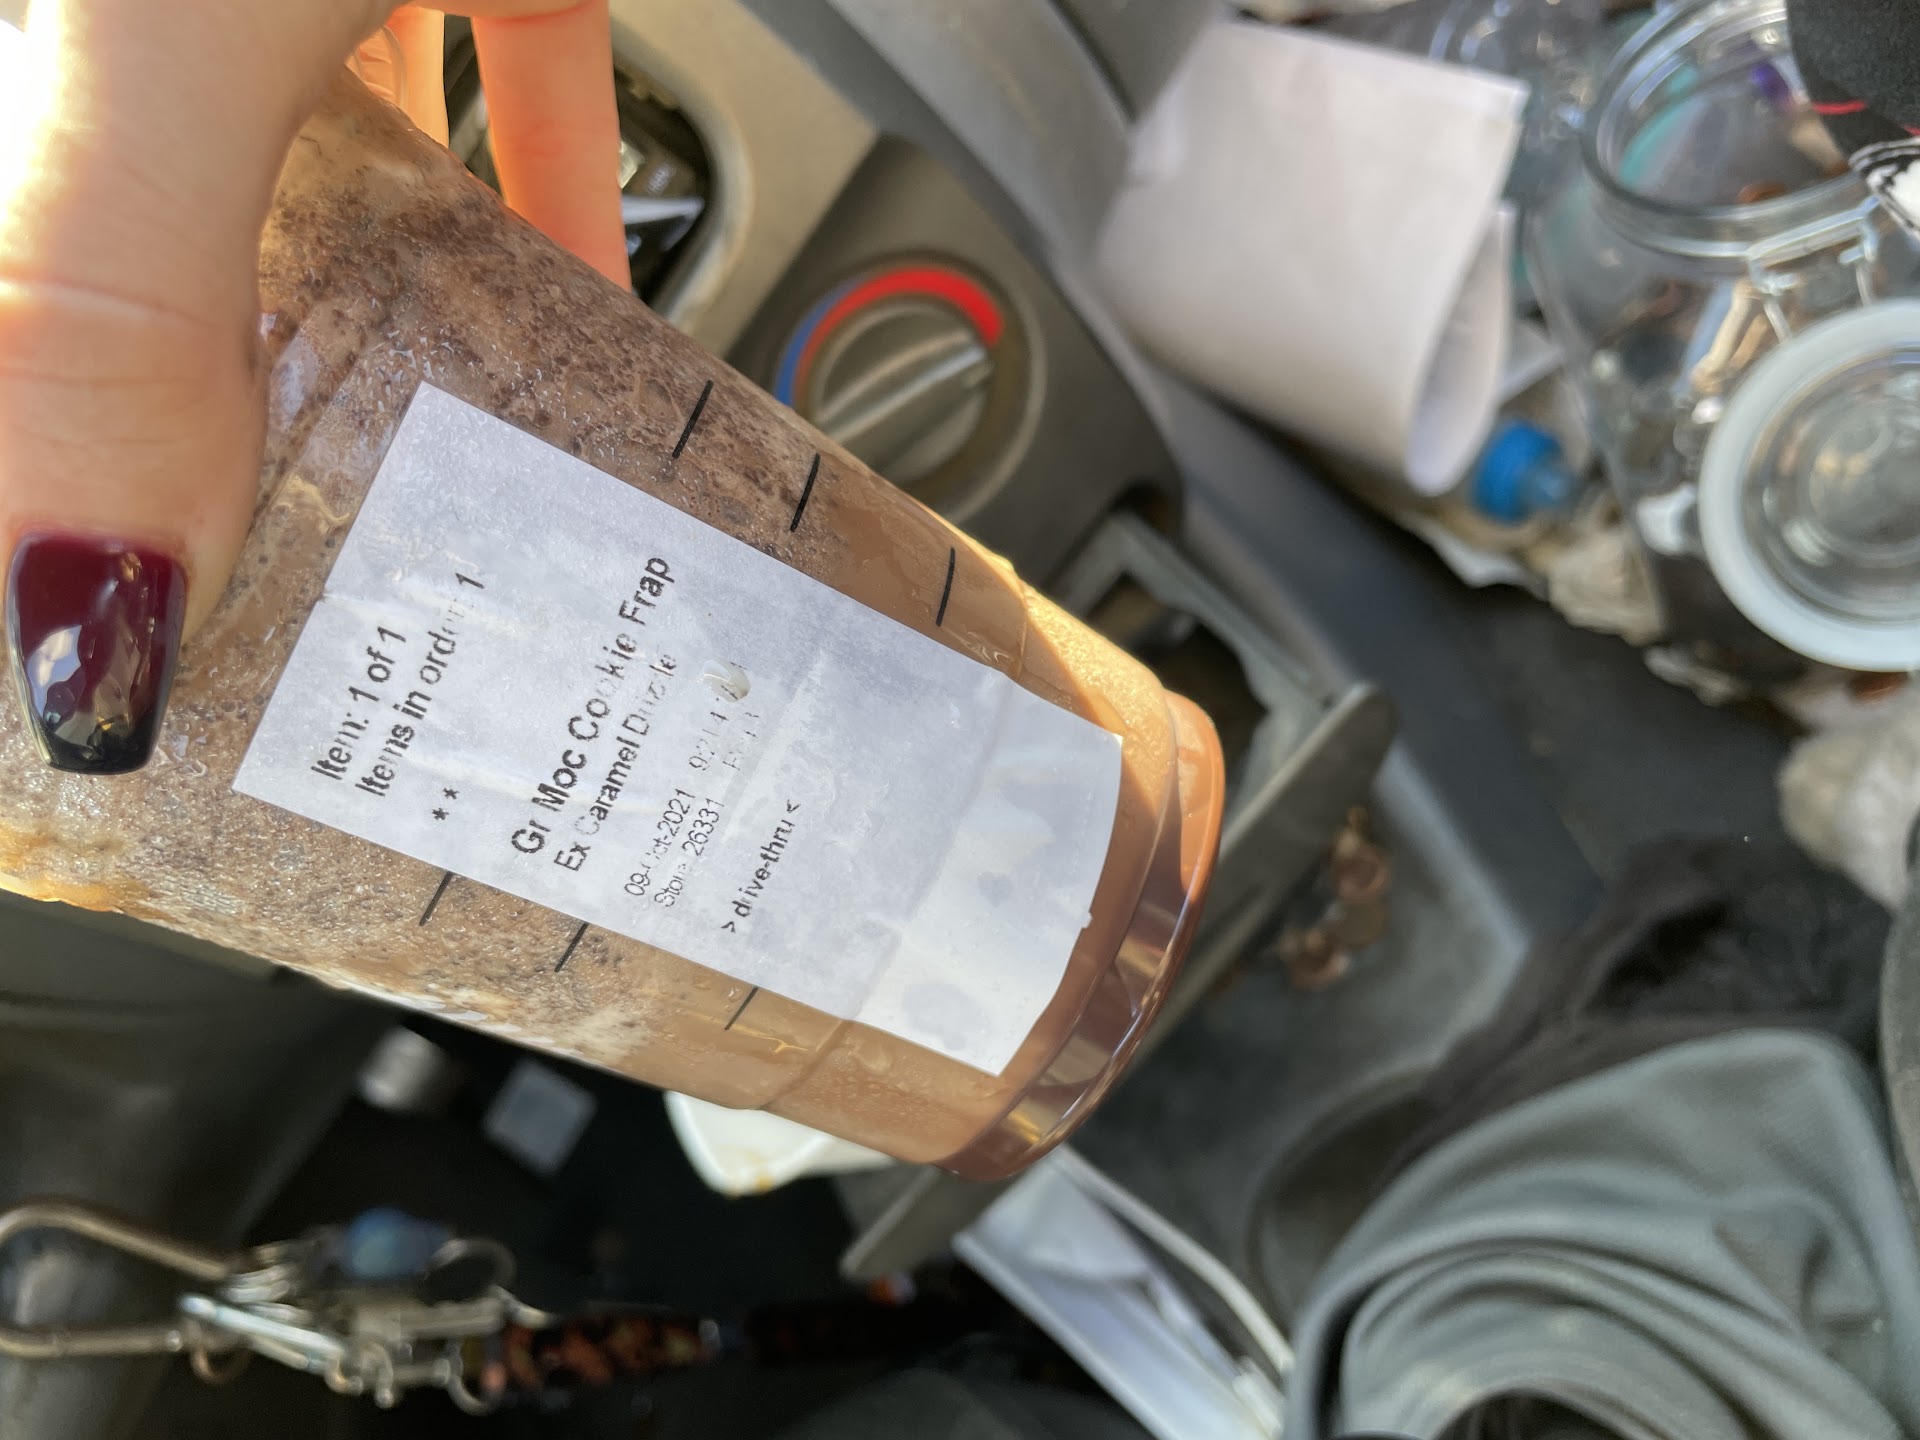 Item: 1 of 1
Items in order: 1
**
Gr Moc Cookie Frap
Ex Caramel Drizzle
09-Oct-2021
Store 26331
> drive-thru <